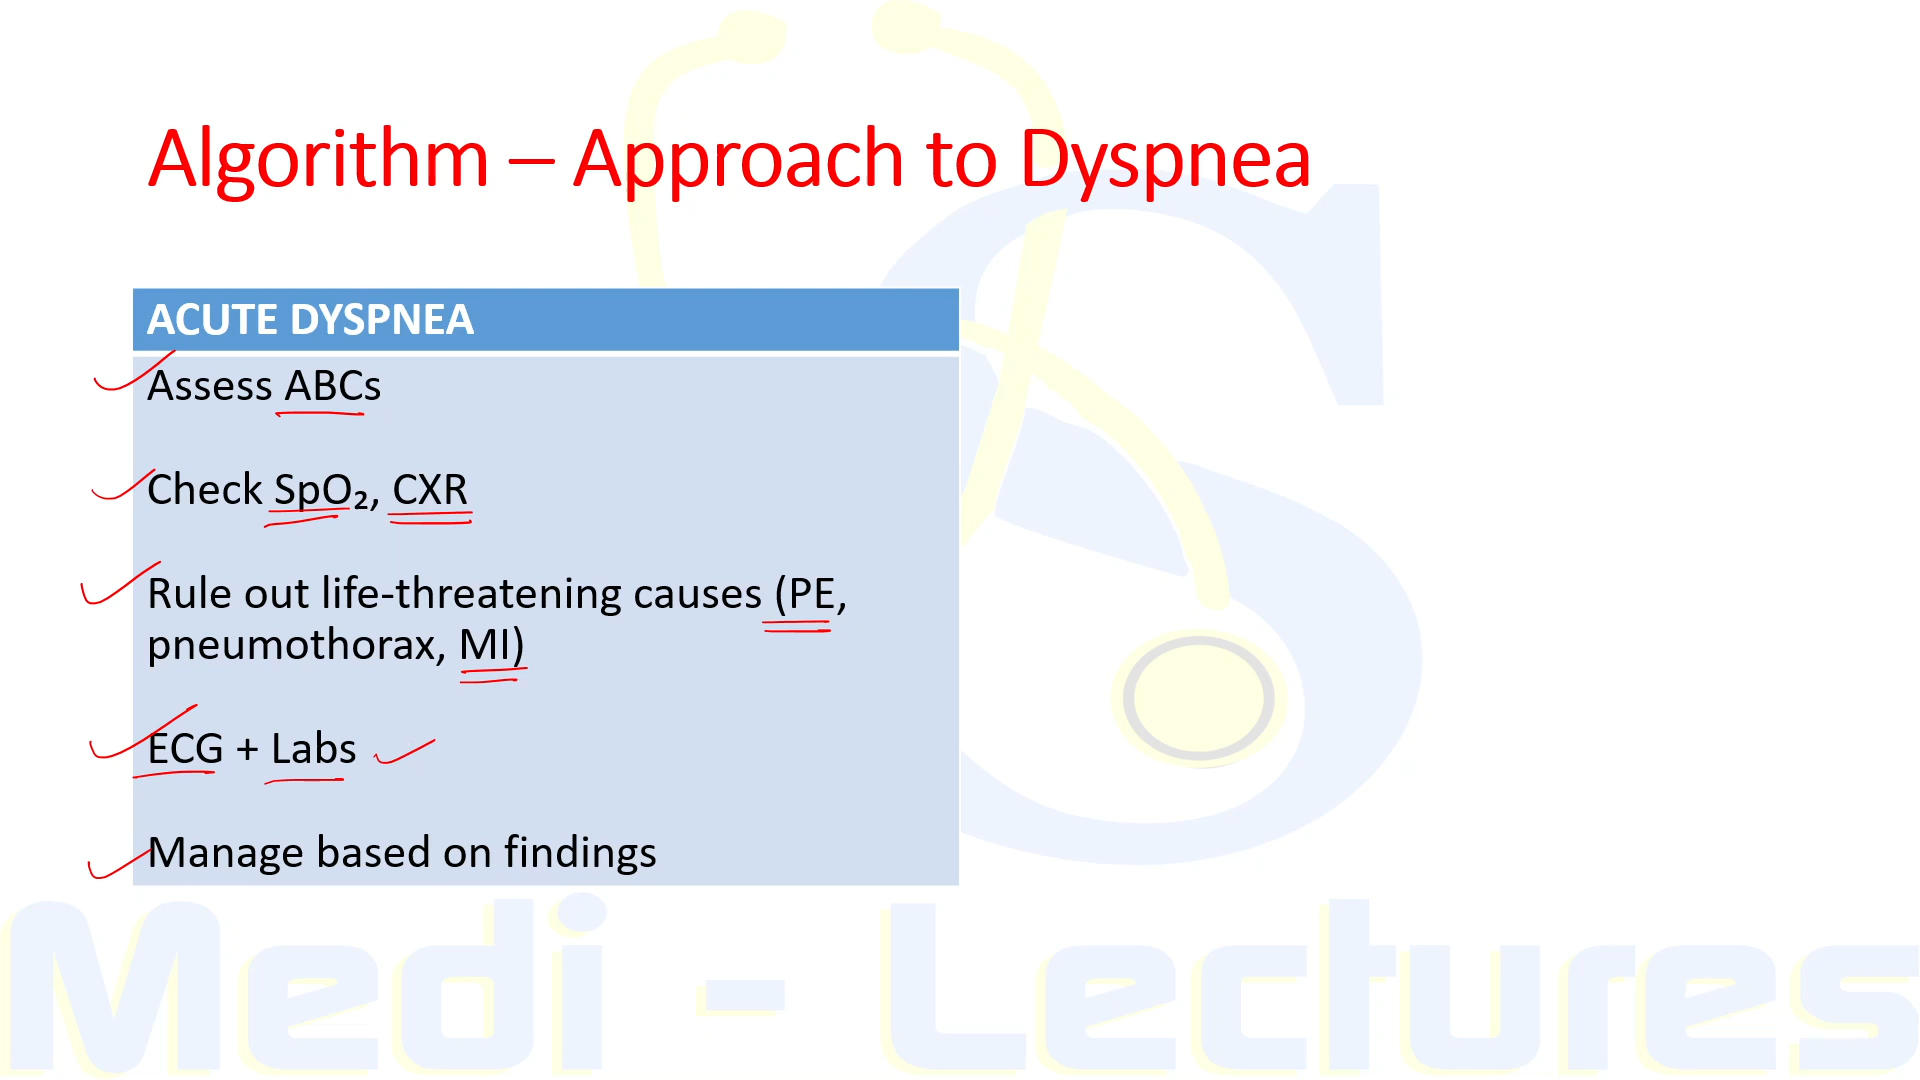 Algorithm – Approach to Dyspnea
ACUTE DYSPNEA
Assess ABCs
Check SpO₂, CXR
Rule out life-threatening causes (PE,
pneumothorax, MI)
ECG + Labs
Manage based on findings
Medi - Lectures